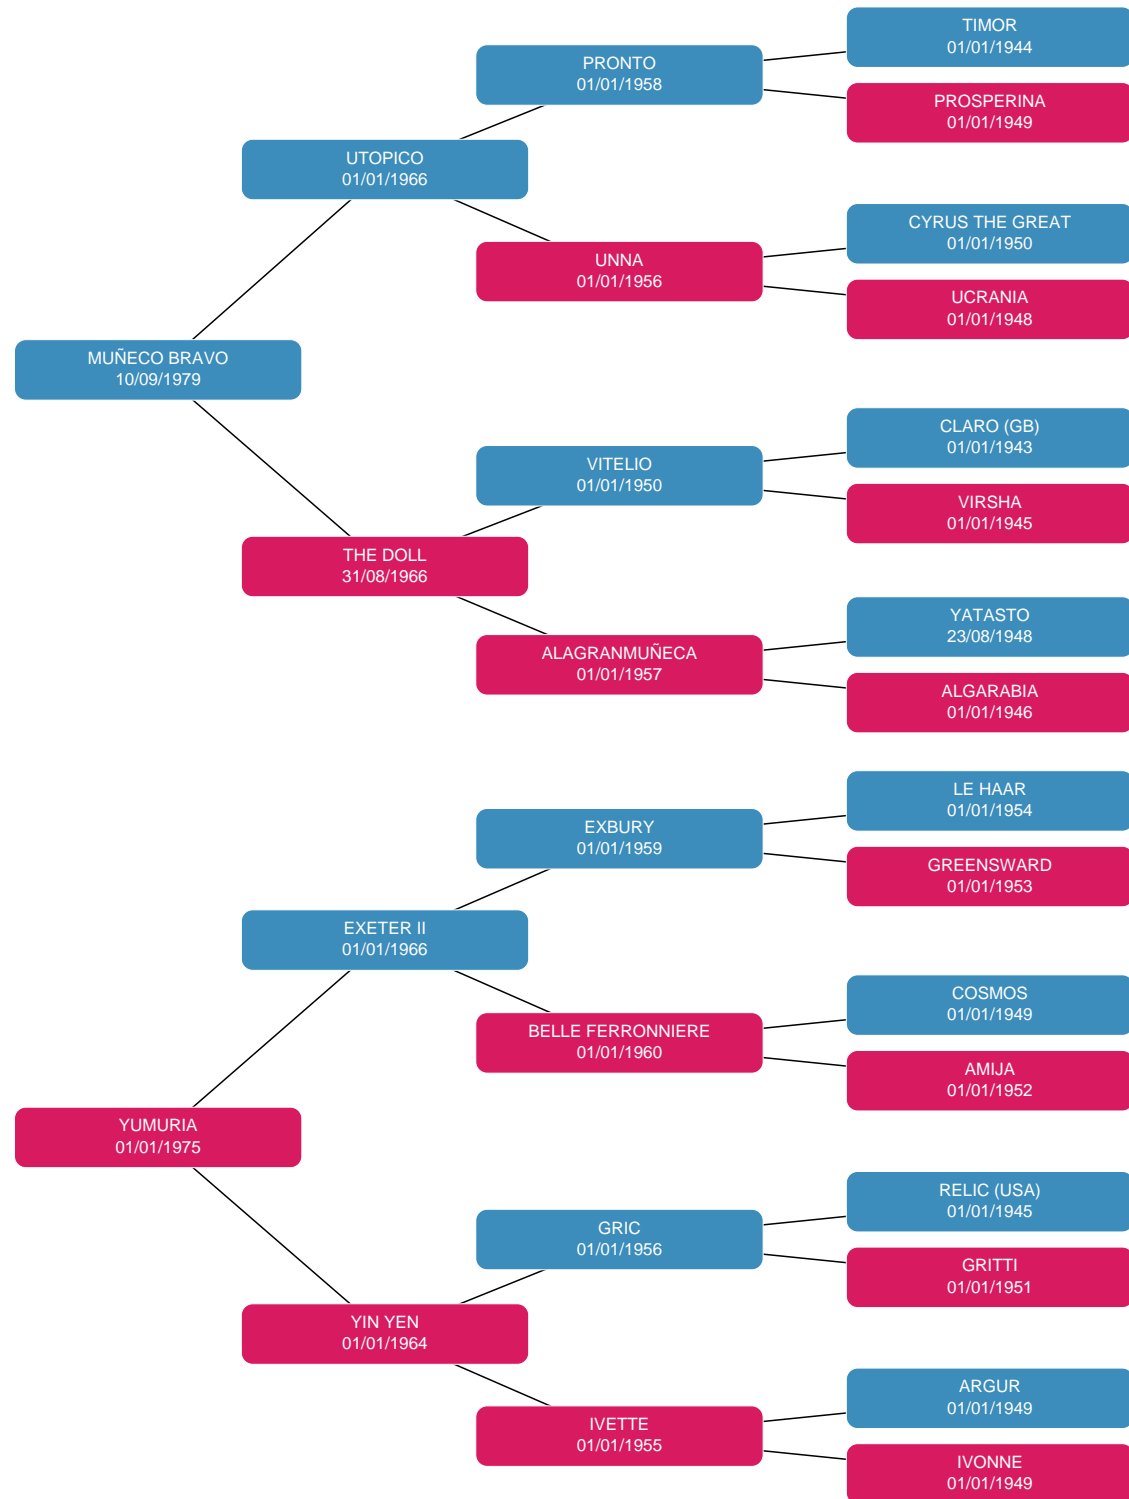 TIMOR
01/01/1944
PRONTO
01/01/1958
PROSPERINA
01/01/1949
UTOPICO
01/01/1966
CYRUS THE GREAT
01/01/1950
UNNA
01/01/1956
UCRANIA
01/01/1948
MUÑECO BRAVO
10/09/1979
CLARO (GB)
01/01/1943
VITELIO
01/01/1950
VIRSHA
01/01/1945
THE DOLL
31/08/1966
YATASTO
23/08/1948
ALAGRANMUÑECA
01/01/1957
ALGARABIA
01/01/1946
LE HAAR
01/01/1954
EXBURY
01/01/1959
GREENSWARD
01/01/1953
EXETER II
01/01/1966
COSMOS
01/01/1949
BELLE FERRONNIERE
01/01/1960
AMIJA
01/01/1952
YUMURIA
01/01/1975
RELIC (USA)
01/01/1945
GRIC
01/01/1956
GRITTI
01/01/1951
YIN YEN
01/01/1964
ARGUR
01/01/1949
IVETTE
01/01/1955
IVONNE
01/01/1949